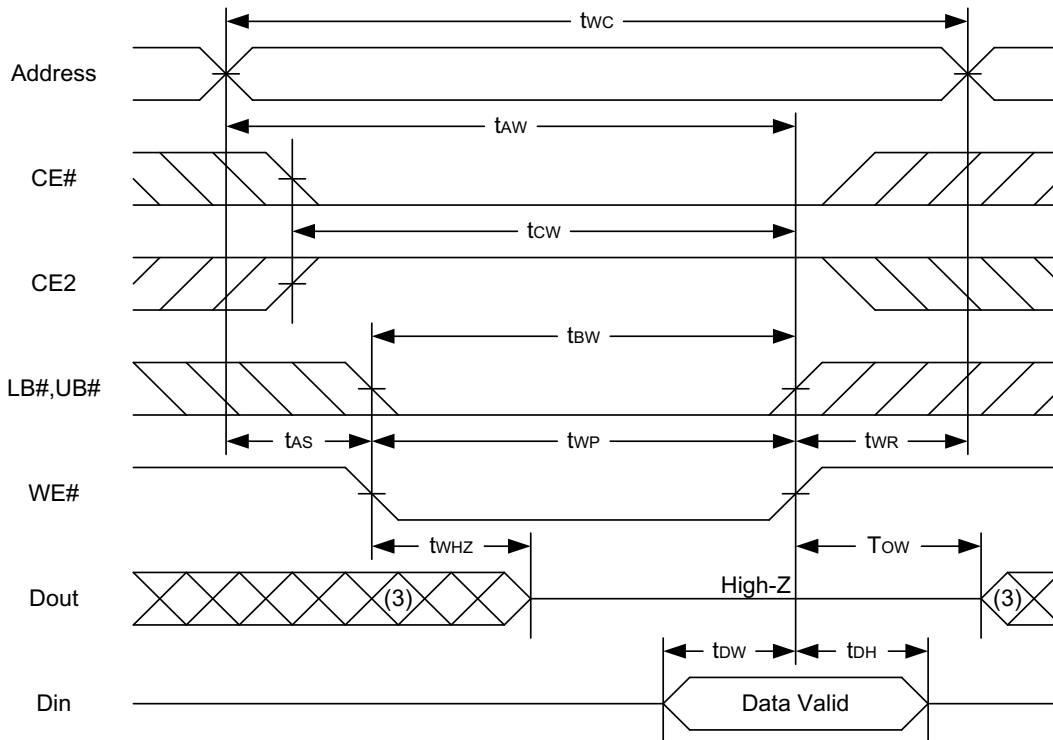 tWC
Address
tAW
CE#
tCW
CE2
tBW
LB#,UB#
tAS tWP tWR
WE#
tWHZ TOW
Dout (3) High-Z (3)
tDW tDH
Din Data Valid